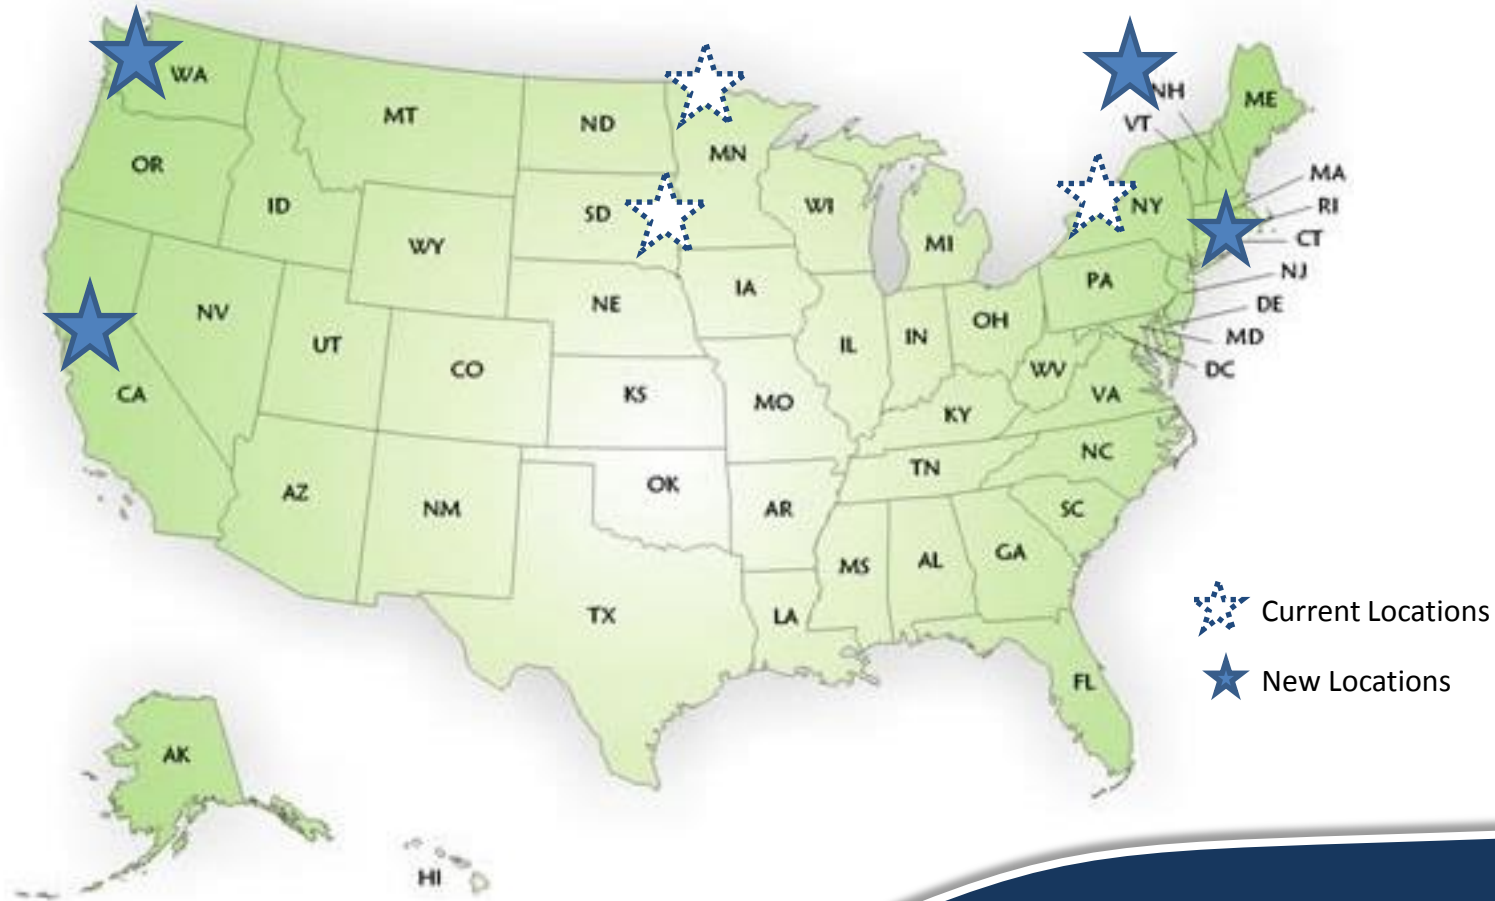 WA
NH
ME
MT
ND
VT
MN
OR
MA
ID
SD
WI
NY
RI
WY
MI
CT
NJ
PA
IA
NE
DE
NV
OH
UT
IL
IN
MD
CO
WV
DC
CA
KS
MO
VA
KY
NC
TN
AZ
OK
NM
AR
SC
MS
AL
GA
TX
LA
Current Locations
FL
New Locations
AK
HI